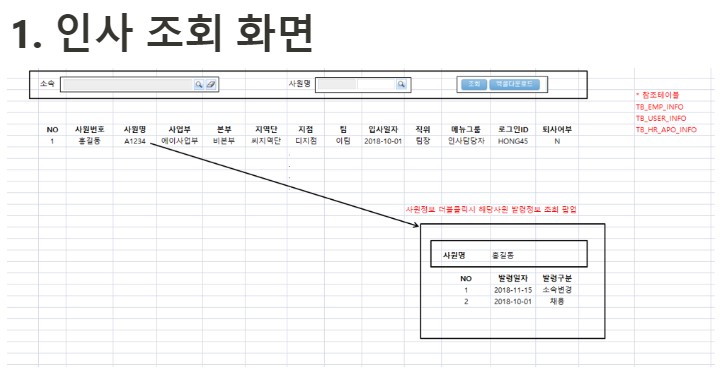 1. 인사 조회 화면
소속 사원명 조회 엑셀다운로드
* 참조테이블
TB_EMP_INFO
TB_USER_INFO
TB_HR_APO_INFO
NO 사원번호 사원명 사업부 본부 지역단 지점 팀 입사일자 직위 메뉴그룹 로그인ID 퇴사여부
1 홍길동 A1234 에이사업부 비본부 씨지역단 디지점 이팀 2018-10-01 팀장 인사담당자 HONG45 N
사원정보 더블클릭시 해당사원 발령정보 조회 팝업
사원명 홍길동
NO 발령일자 발령구분
1 2018-11-15 소속변경
2 2018-10-01 채용